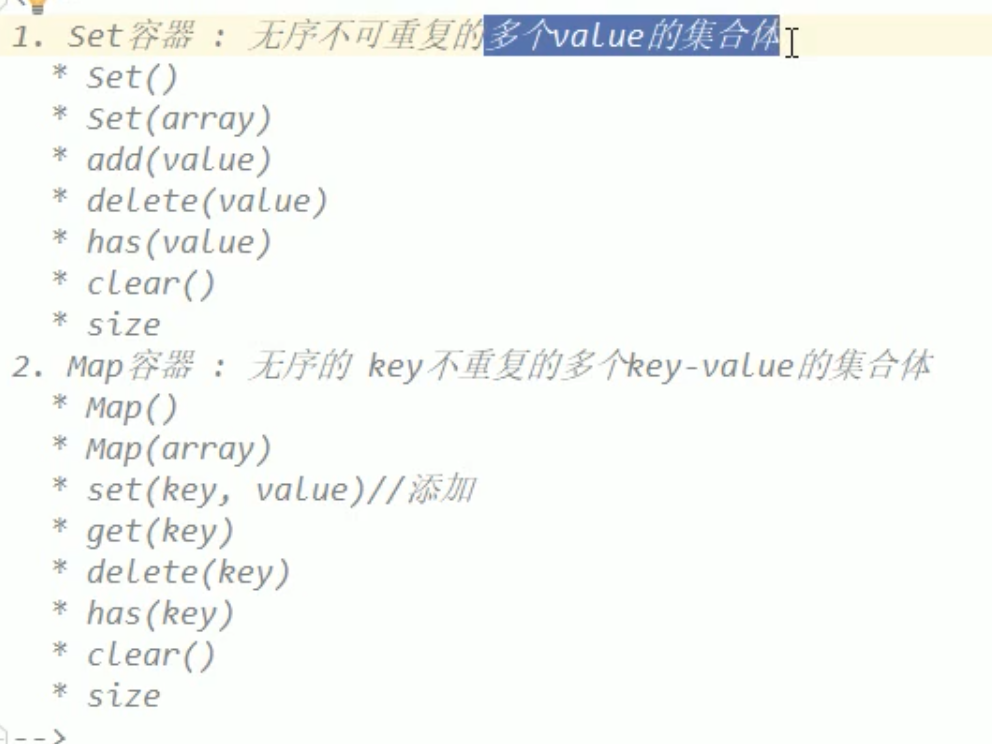 1. Set容器 : 无序不可重复的多个value的集合体
* Set()
* Set(array)
* add(value)
* delete(value)
* has(value)
* clear()
* size
2. Map容器 : 无序的 key不重复的多个key-value的集合体
* Map()
* Map(array)
* set(key, value)//添加
* get(key)
* delete(key)
* has(key)
* clear()
* size
-->